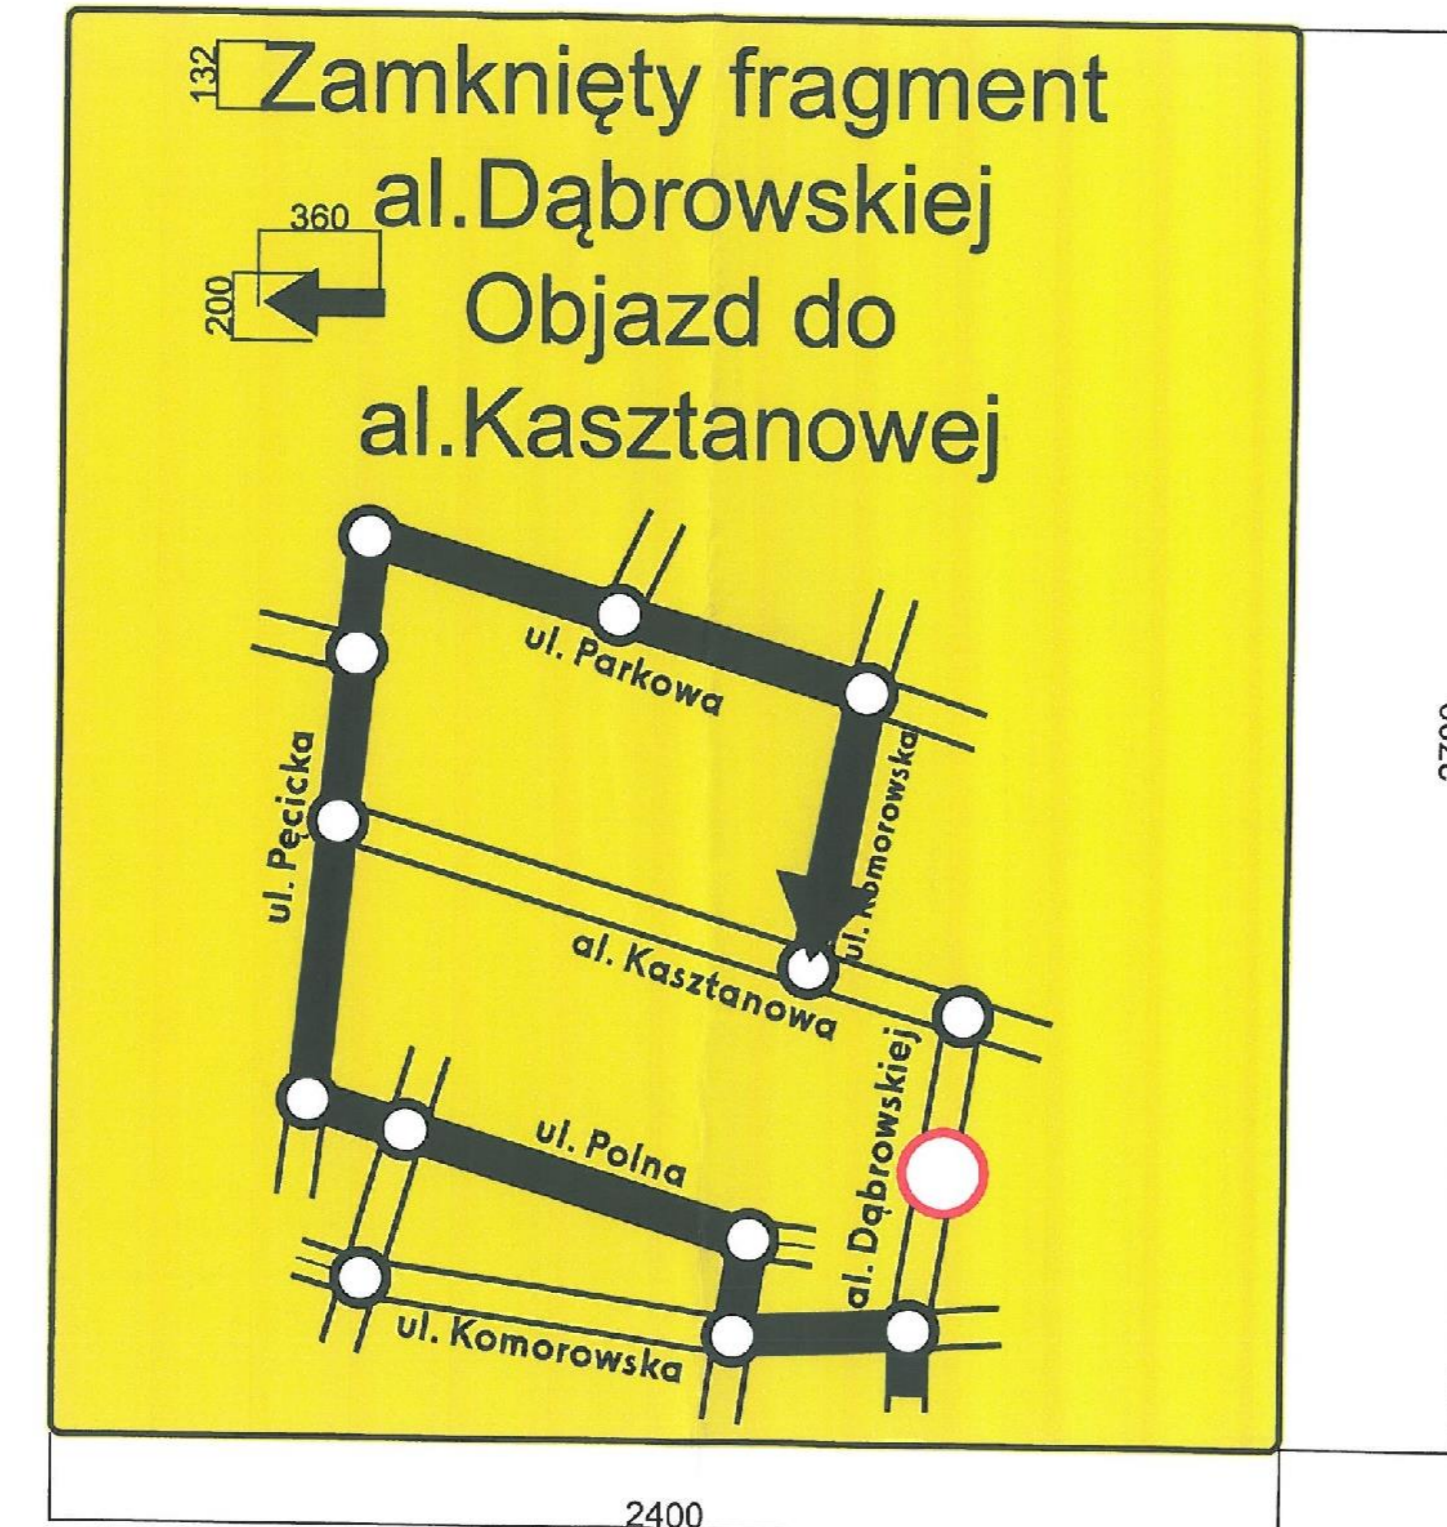 132
Zamknięty fragment
al.Dąbrowskiej
360
200
Objazd do
al.Kasztanowej
ul. Parkowa
ul. Komorowska
ul. Pęcicka
al. Kasztanowa
al. Dąbrowskiej
ul. Polna
ul. Komorowska
2400